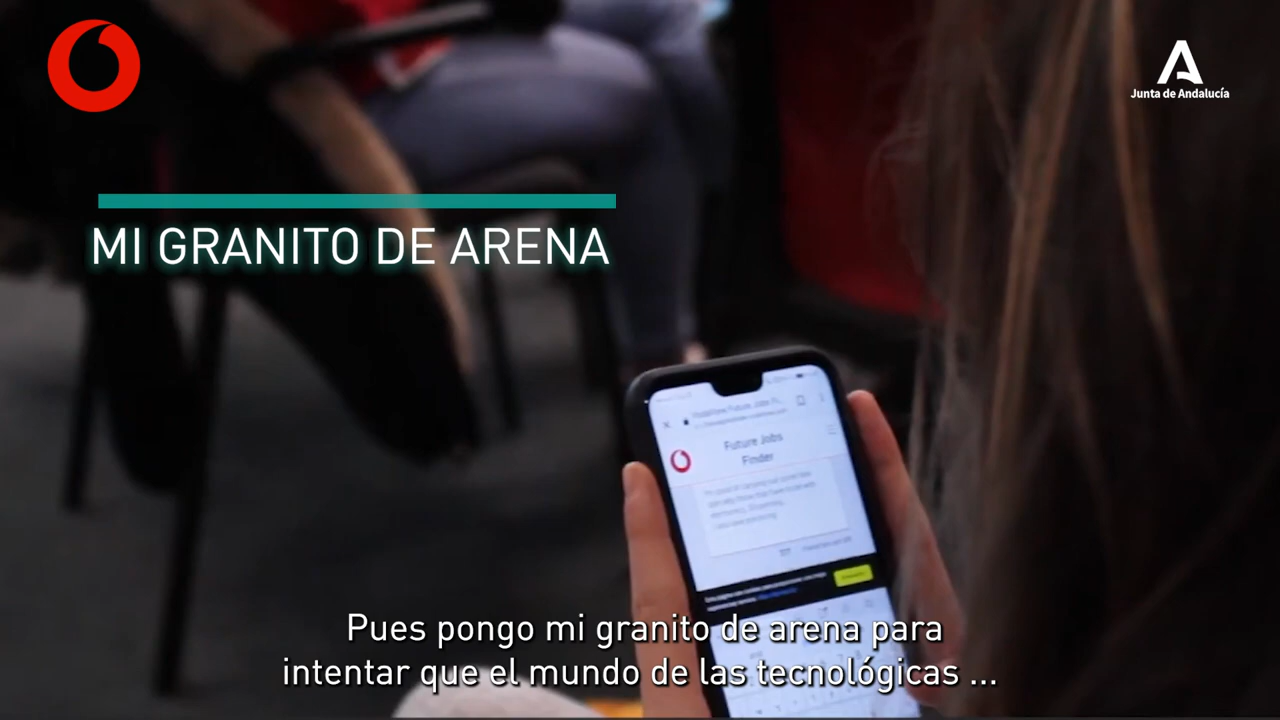 Junta de Andalucía
MI GRANITO DE ARENA
Future Jobs
Finder
Pues pongo mi granito de arena para
intentar que el mundo de las tecnológicas ...